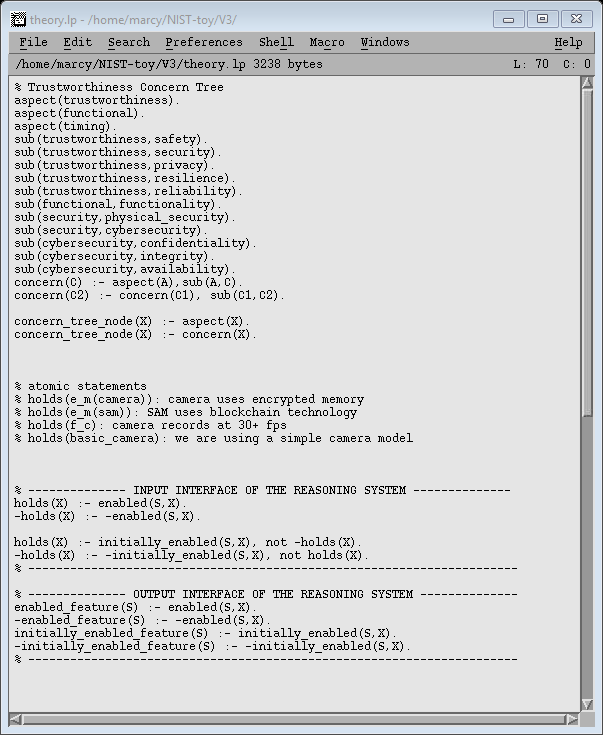 theory.lp - /home/marcy/NIST-toy/V3/
File Edit Search Preferences Shell Macro Windows Help
/home/marcy/NIST-toy/V3/theory.lp 3238 bytes L: 70 C: 0
% Trustworthiness Concern Tree
aspect(trustworthiness).
aspect(functional).
aspect(timing).
sub(trustworthiness,safety).
sub(trustworthiness,security).
sub(trustworthiness,privacy).
sub(trustworthiness,resilience).
sub(trustworthiness,reliability).
sub(functional,functionality).
sub(security,physical_security).
sub(security,cybersecurity).
sub(cybersecurity,confidentiality).
sub(cybersecurity,integrity).
sub(cybersecurity,availability).
concern(C) :- aspect(A),sub(A,C).
concern(C2) :- concern(C1), sub(C1,C2).
concern_tree_node(X) :- aspect(X).
concern_tree_node(X) :- concern(X).
% atomic statements
% holds(e_m(camera)): camera uses encrypted memory
% holds(e_m(sam)): SAM uses blockchain technology
% holds(f_c): camera records at 30+ fps
% holds(basic_camera): we are using a simple camera model
% -------------- INPUT INTERFACE OF THE REASONING SYSTEM --------------
holds(X) :- enabled(S,X).
-holds(X) :- -enabled(S,X).
holds(X) :- initially_enabled(S,X), not -holds(X).
-holds(X) :- -initially_enabled(S,X), not holds(X).
% ----------------------------------------------------------------------
% -------------- OUTPUT INTERFACE OF THE REASONING SYSTEM --------------
enabled_feature(S) :- enabled(S,X).
-enabled_feature(S) :- -enabled(S,X).
initially_enabled_feature(S) :- initially_enabled(S,X).
-initially_enabled_feature(S) :- -initially_enabled(S,X).
% ----------------------------------------------------------------------